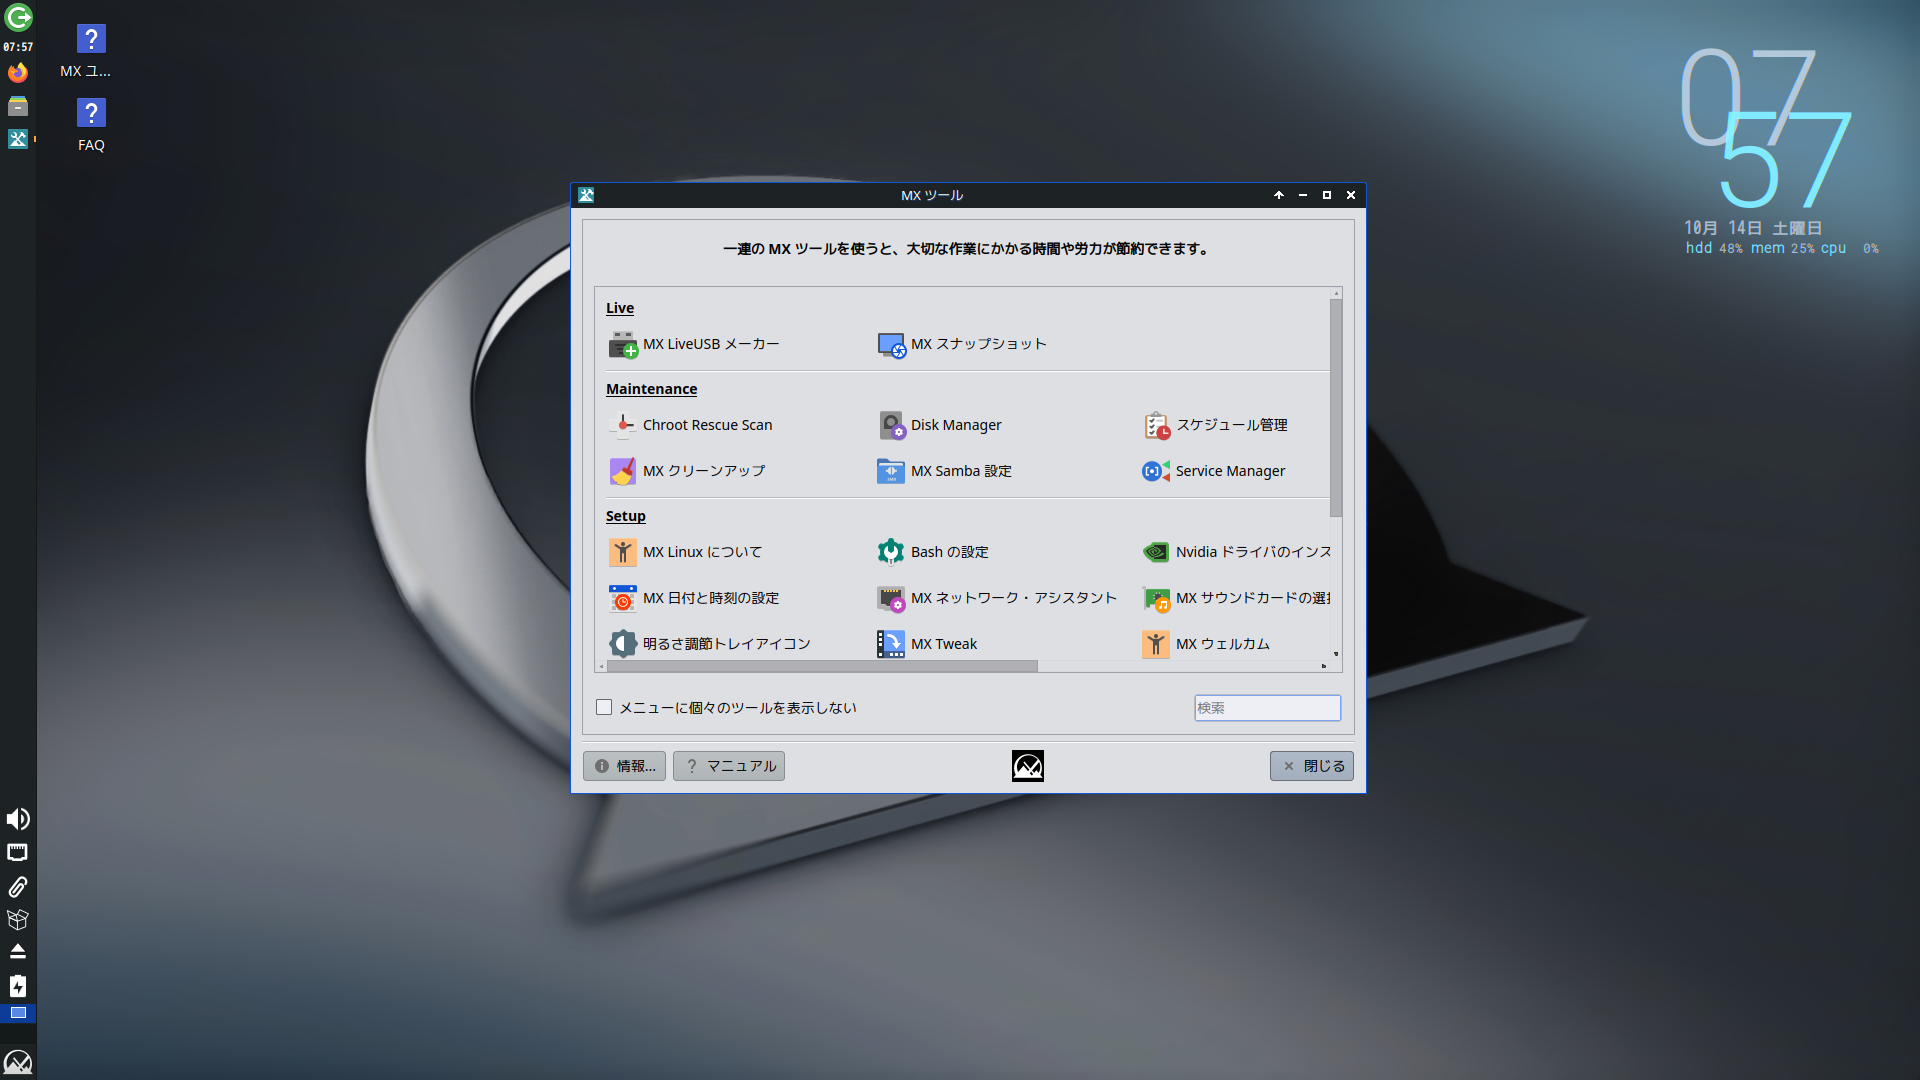 07:57
MX ユ...
FAQ
07
57
10月 14日 土曜日
hdd 48% mem 25% cpu 0%
MX ツール
一連の MX ツールを使うと、大切な作業にかかる時間や労力が節約できます。
Live
MX LiveUSB メーカー
MX スナップショット
Maintenance
Chroot Rescue Scan
Disk Manager
スケジュール管理
MX クリーンアップ
MX Samba 設定
Service Manager
Setup
MX Linux について
Bash の設定
Nvidia ドライバのインス
MX 日付と時刻の設定
MX ネットワーク・アシスタント
MX サウンドカードの選
明るさ調節トレイアイコン
MX Tweak
MX ウェルカム
メニューに個々のツールを表示しない
検索
情報...
マニュアル
閉じる